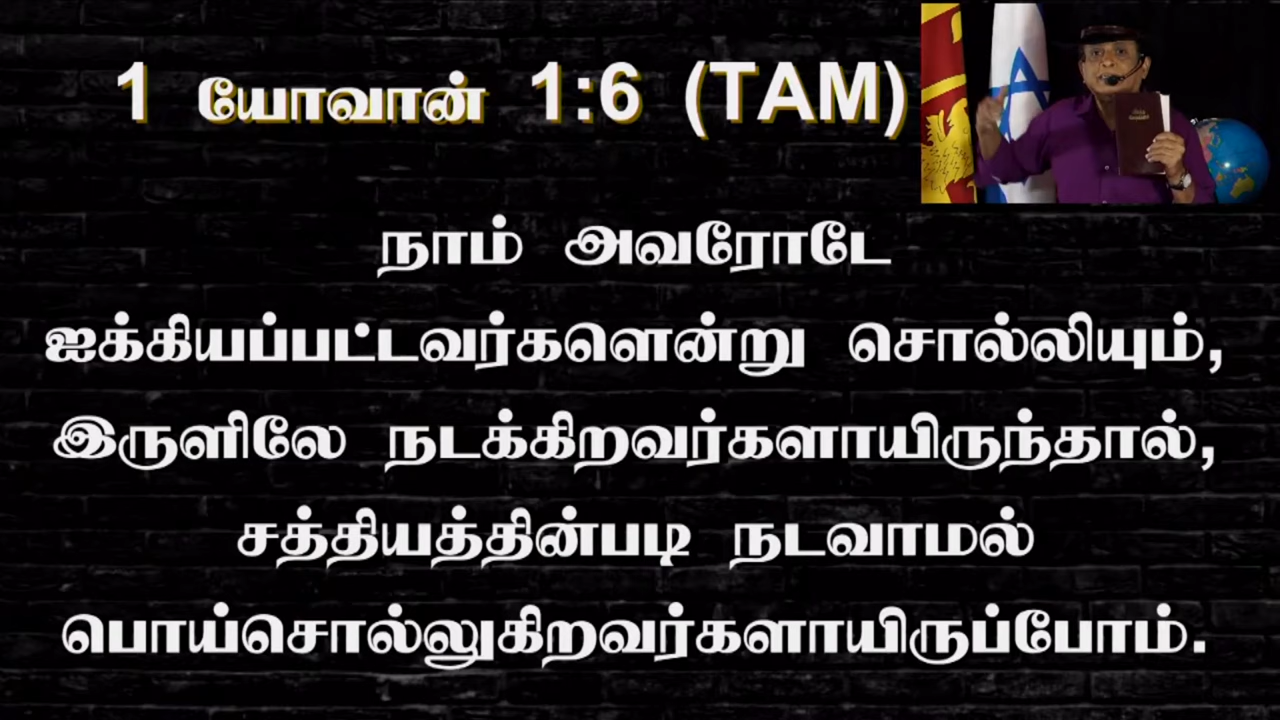 1 யோவான் 1:6 (TAM)
நாம் அவரோடே
ஐக்கியப்பட்டவர்களென்று சொல்லியும்,
இருளிலே நடக்கிறவர்களாயிருந்தால்,
சத்தியத்தின்படி நடவாமல்
பொய்சொல்லுகிறவர்களாயிருப்போம்.